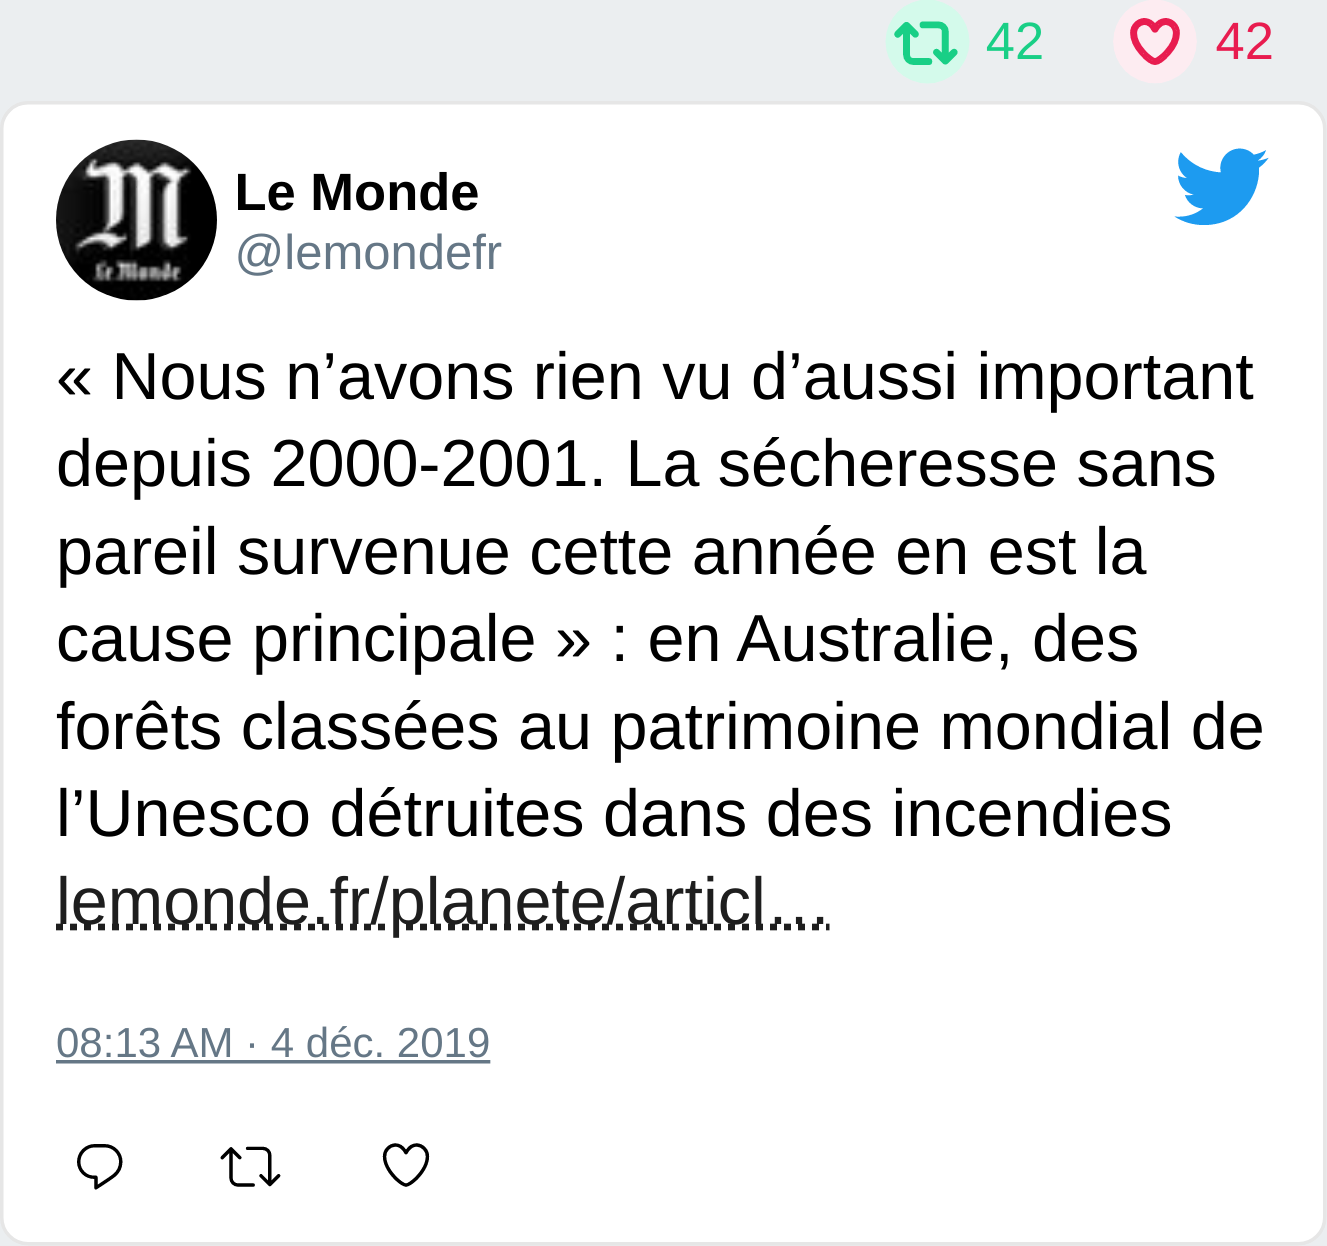 42 42
Le Monde
Le Monde
@lemondefr
« Nous n’avons rien vu d’aussi important
depuis 2000-2001. La sécheresse sans
pareil survenue cette année en est la
cause principale » : en Australie, des
forêts classées au patrimoine mondial de
l’Unesco détruites dans des incendies
lemonde.fr/planete/articl…
08:13 AM · 4 déc. 2019